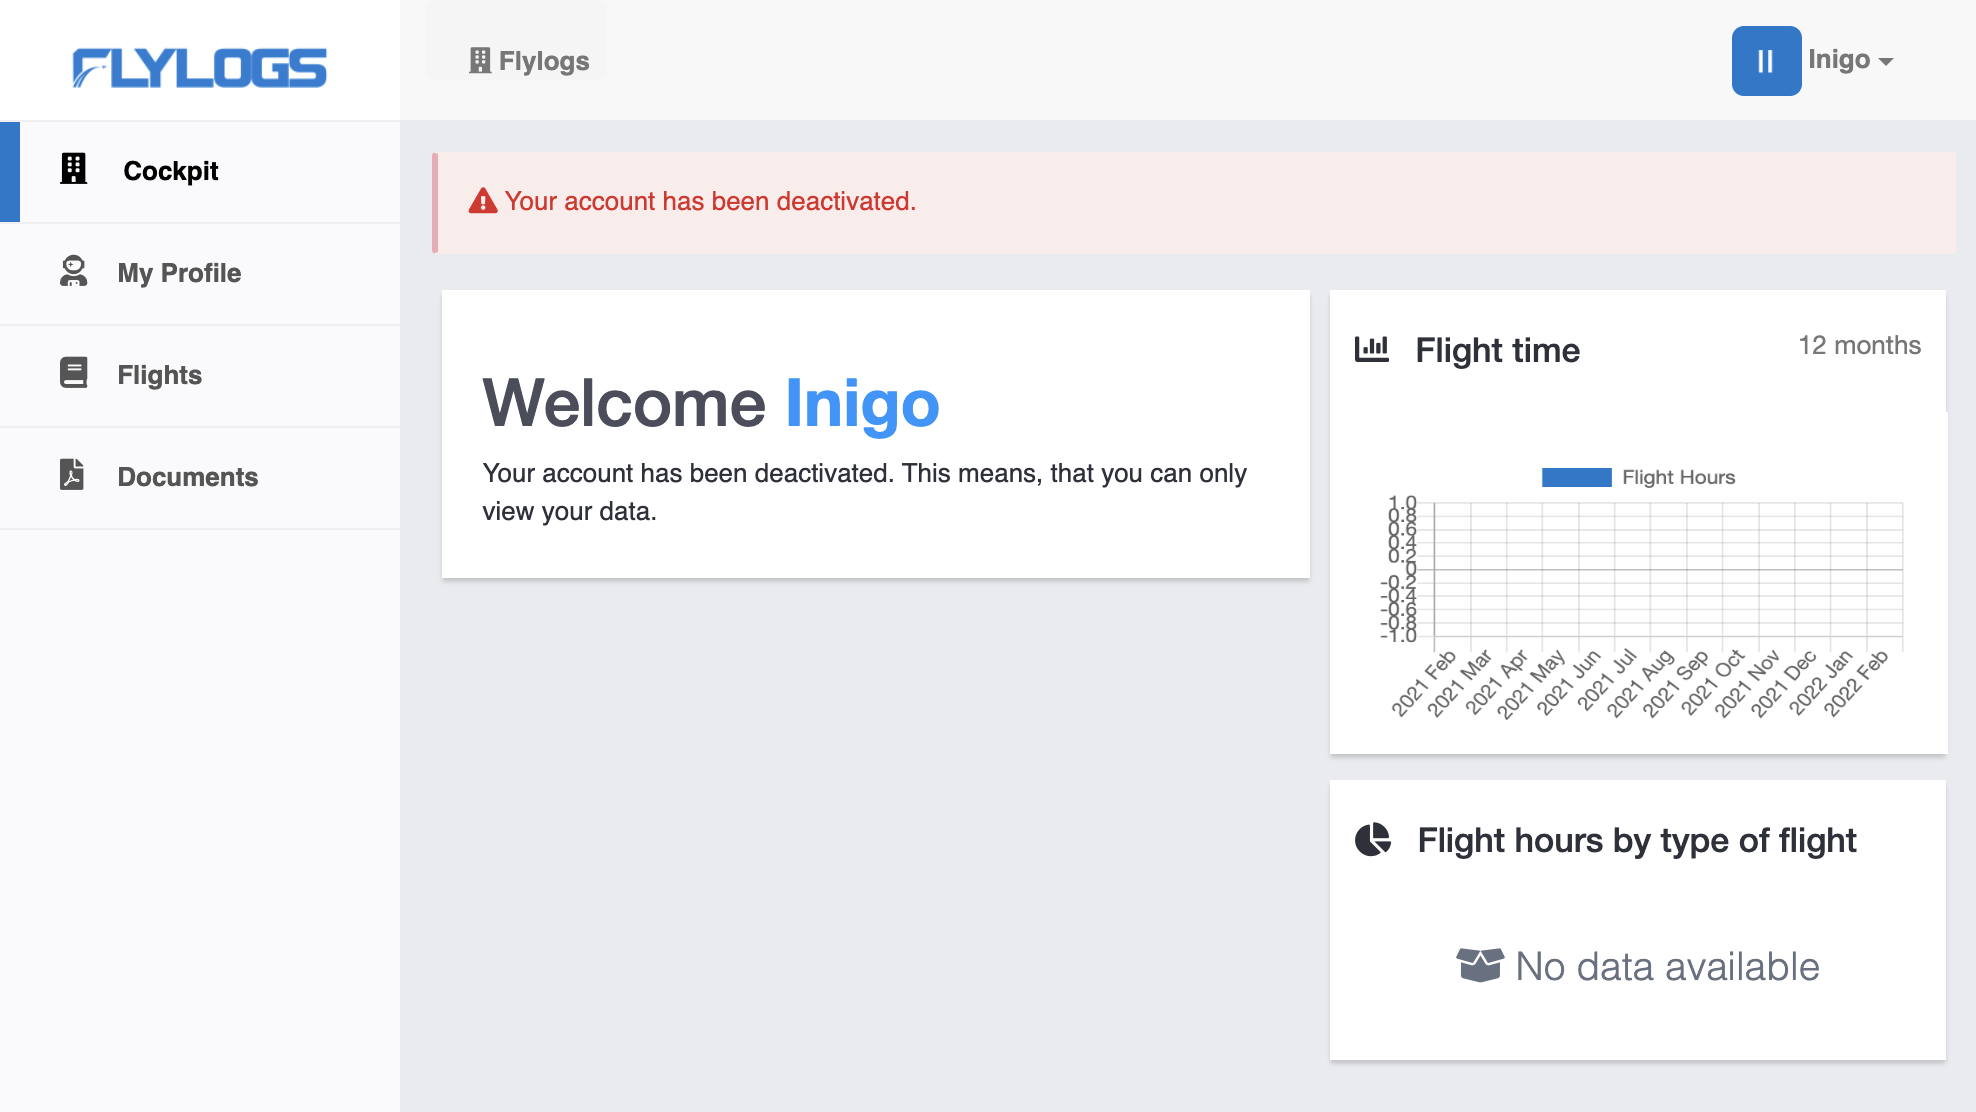 FLYLOGS
Flylogs
II
Inigo
Cockpit
My Profile
Flights
Documents
Your account has been deactivated.
Welcome Inigo
Your account has been deactivated. This means, that you can only
view your data.
Flight time
12 months
Flight Hours
1.0
0.8
0.6
0.4
0.2
0
-0.2
-0.4
-0.6
-0.8
-1.0
2021 Feb
2021 Mar
2021 Apr
2021 May
2021 Jun
2021 Jul
2021 Aug
2021 Sep
2021 Oct
2021 Nov
2021 Dec
2022 Jan
2022 Feb
Flight hours by type of flight
No data available